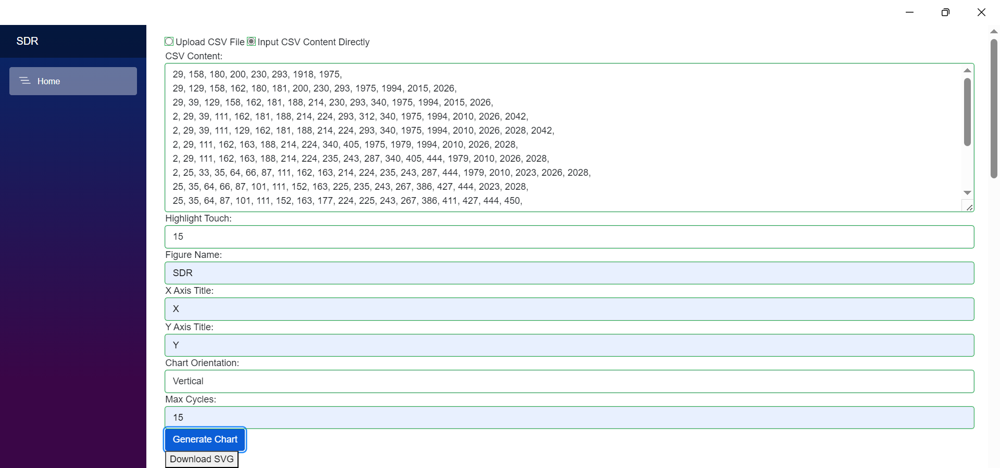 SDR
Home
Upload CSV File Input CSV Content Directly
CSV Content:
29, 158, 180, 200, 230, 293, 1918, 1975,
29, 129, 158, 162, 180, 181, 200, 230, 293, 1975, 1994, 2015, 2026,
29, 39, 129, 158, 162, 181, 188, 214, 230, 293, 340, 1975, 1994, 2015, 2026,
2, 29, 39, 111, 162, 181, 188, 214, 224, 293, 312, 340, 1975, 1994, 2010, 2026, 2042,
2, 29, 39, 111, 129, 162, 181, 188, 214, 224, 293, 340, 1975, 1994, 2010, 2026, 2028, 2042,
2, 29, 111, 162, 163, 188, 214, 224, 340, 405, 1975, 1979, 1994, 2010, 2026, 2028,
2, 29, 111, 162, 163, 188, 214, 224, 235, 243, 287, 340, 405, 444, 1979, 2010, 2026, 2028,
2, 25, 33, 35, 64, 66, 87, 111, 162, 163, 214, 224, 235, 243, 287, 444, 1979, 2010, 2023, 2026, 2028,
25, 35, 64, 66, 87, 101, 111, 152, 163, 225, 235, 243, 267, 386, 427, 444, 2023, 2028,
25, 35, 64, 87, 101, 111, 152, 163, 177, 224, 225, 243, 267, 386, 411, 427, 444, 450,
Highlight Touch:
15
Figure Name:
SDR
X Axis Title:
X
Y Axis Title:
Y
Chart Orientation:
Vertical
Max Cycles:
15
Generate Chart
Download SVG